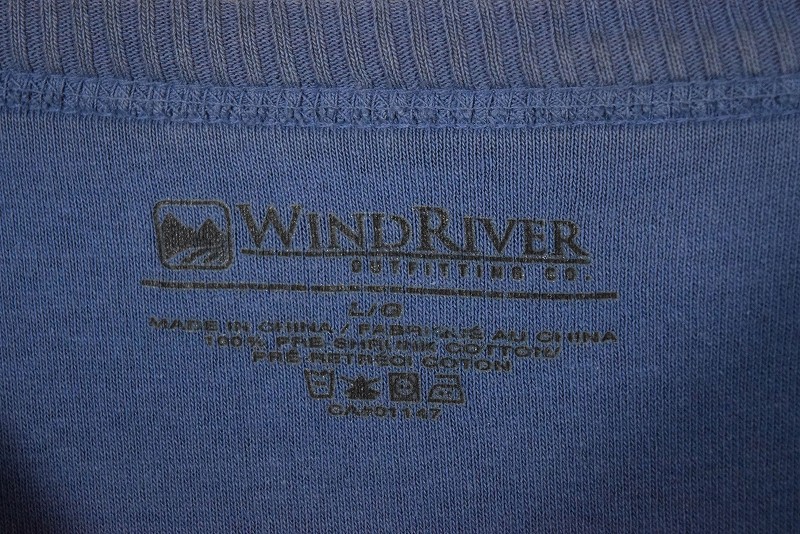 WINDRIVER
OUTFITTING CO.
L/G
MADE IN CHINA / FABRIQUÉ AU CHINA
100% PRE-SHRUNK COTTON/
PRÉ-RETRÉCI COTON
CA#01147